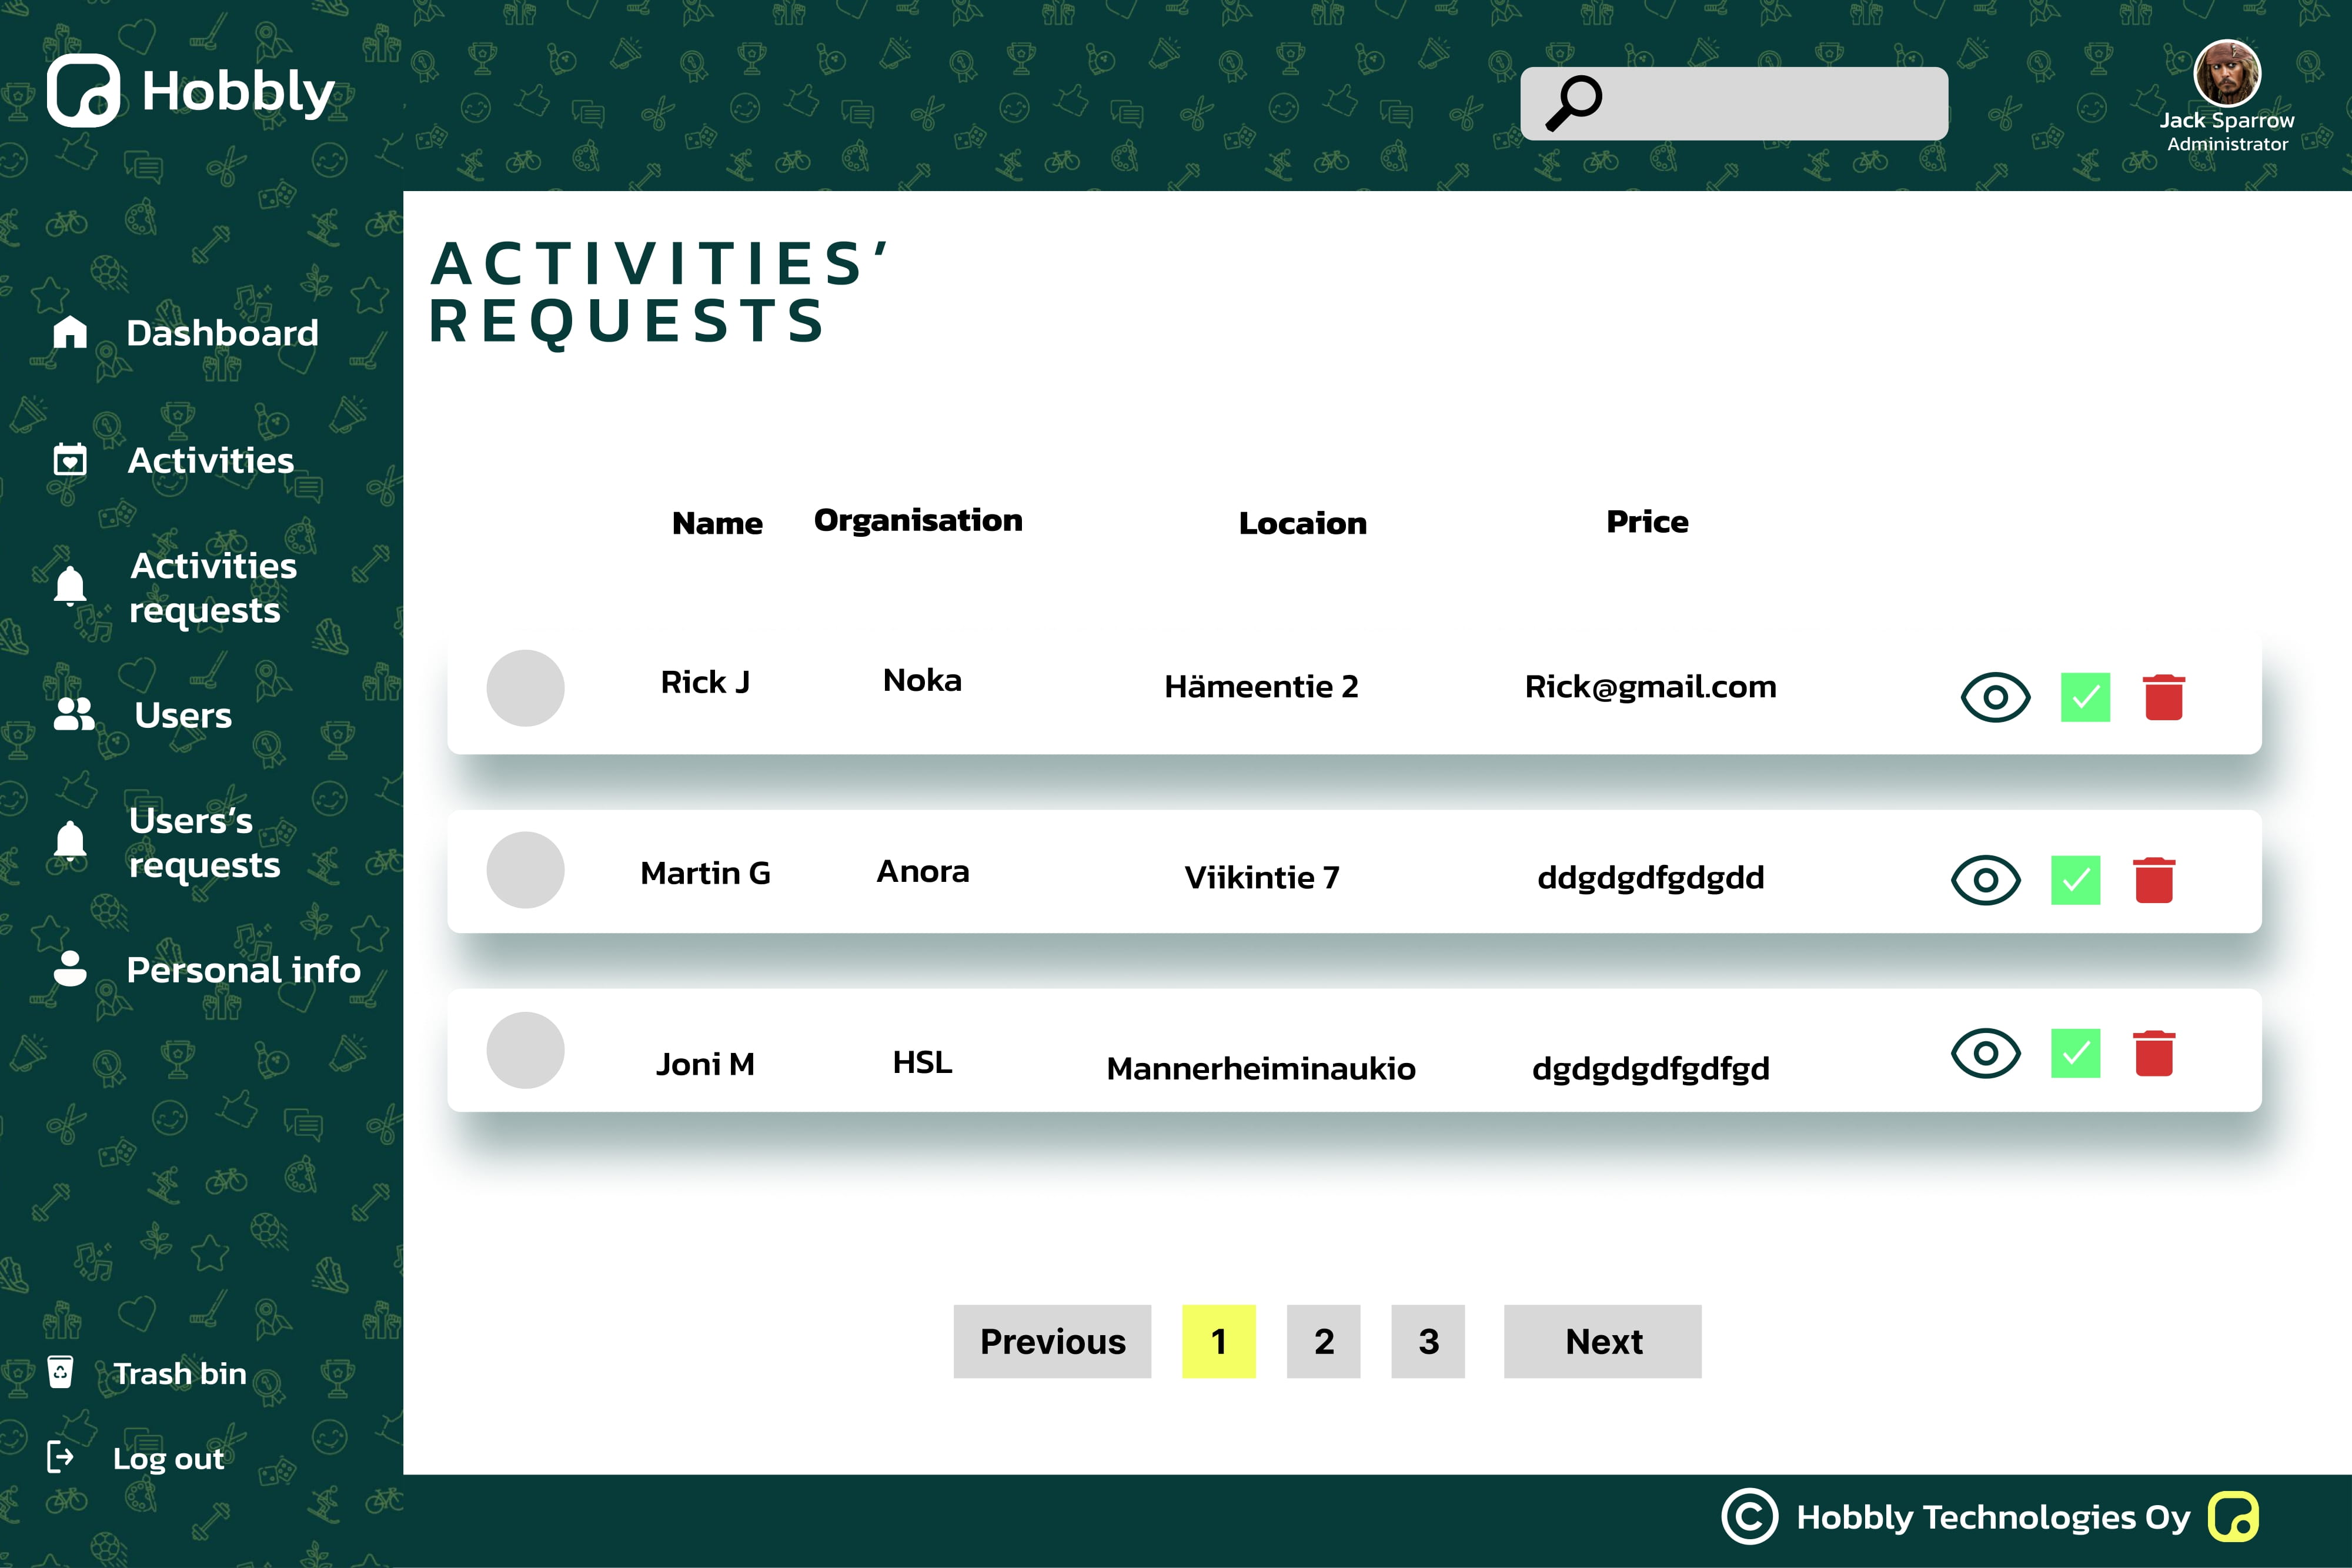 Hobbly
Jack Sparrow
Administrator
ACTIVITIES’
REQUESTS
Dashboard
Activities
Activities
requests
Users
Users’s
requests
Personal info
Trash bin
Log out
Name Organisation Locaion Price
Rick J Noka Hämeentie 2 Rick@gmail.com
Martin G Anora Viikintie 7 ddgdgdfgdgdd
Joni M HSL Mannerheiminaukio dgdgdgdfgdfgd
Previous 1 2 3 Next
© Hobbly Technologies Oy